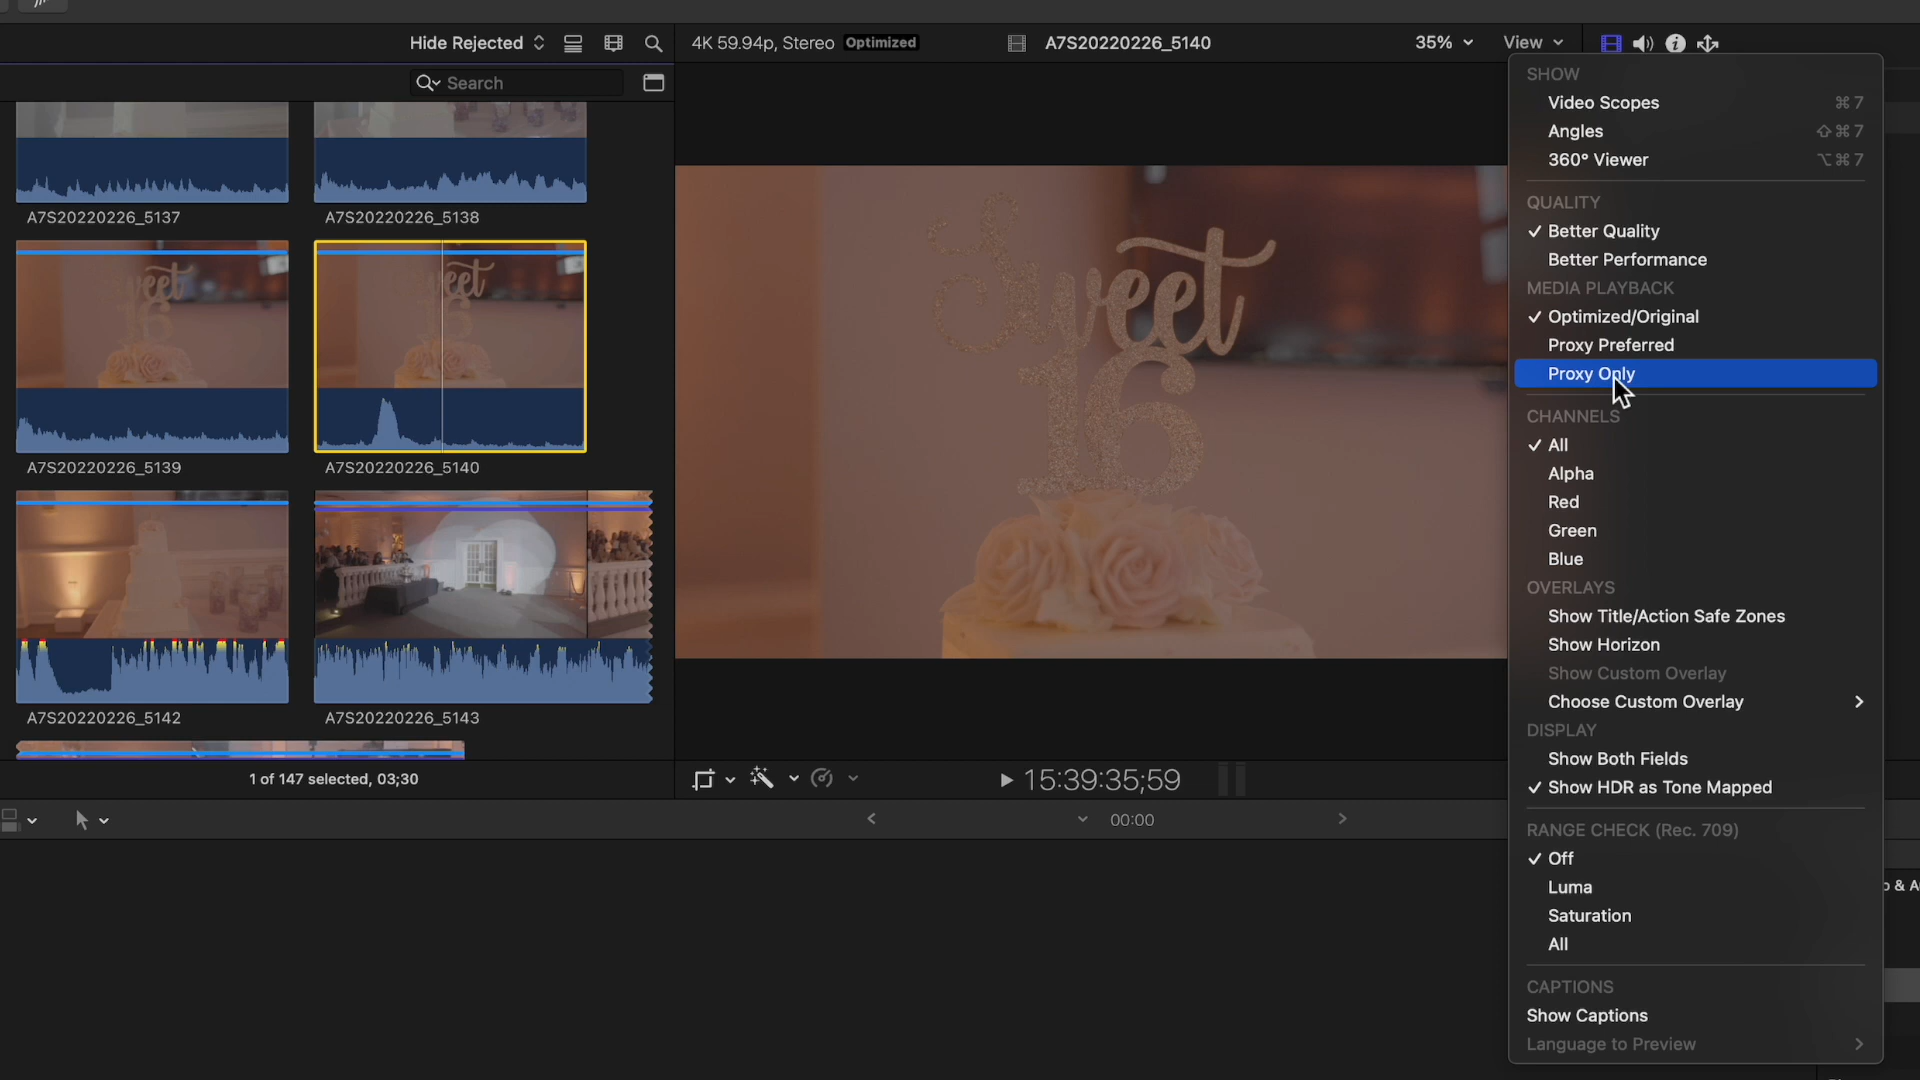 Hide Rejected
4K 59.94p, Stereo Optimized
A7S20220226_5140
35%
View
Search
A7S20220226_5137
A7S20220226_5138
A7S20220226_5139
A7S20220226_5140
A7S20220226_5142
A7S20220226_5143
1 of 147 selected, 03;30
Sweet
16
15:39:35;59
00:00
SHOW
Video Scopes ⌘7
Angles ⇧⌘7
360° Viewer ⌥⌘7
QUALITY
✓ Better Quality
Better Performance
MEDIA PLAYBACK
✓ Optimized/Original
Proxy Preferred
Proxy Only
CHANNELS
✓ All
Alpha
Red
Green
Blue
OVERLAYS
Show Title/Action Safe Zones
Show Horizon
Show Custom Overlay
Choose Custom Overlay
DISPLAY
Show Both Fields
✓ Show HDR as Tone Mapped
RANGE CHECK (Rec. 709)
✓ Off
Luma
Saturation
All
CAPTIONS
Show Captions
Language to Preview